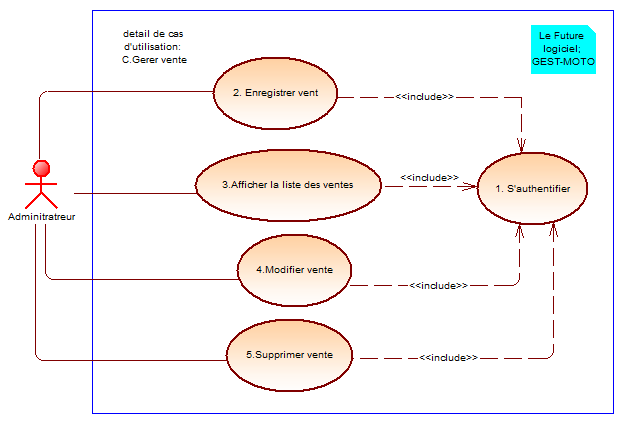 detail de cas
d'utilisation:
C.Gerer vente
Le Future
logiciel;
GEST-MOTO
2. Enregistrer vent
<<include>>
3.Afficher la liste des ventes
<<include>>
1. S'authentifier
Adminitrateur
4.Modifier vente
<<include>>
5.Supprimer vente
<<include>>